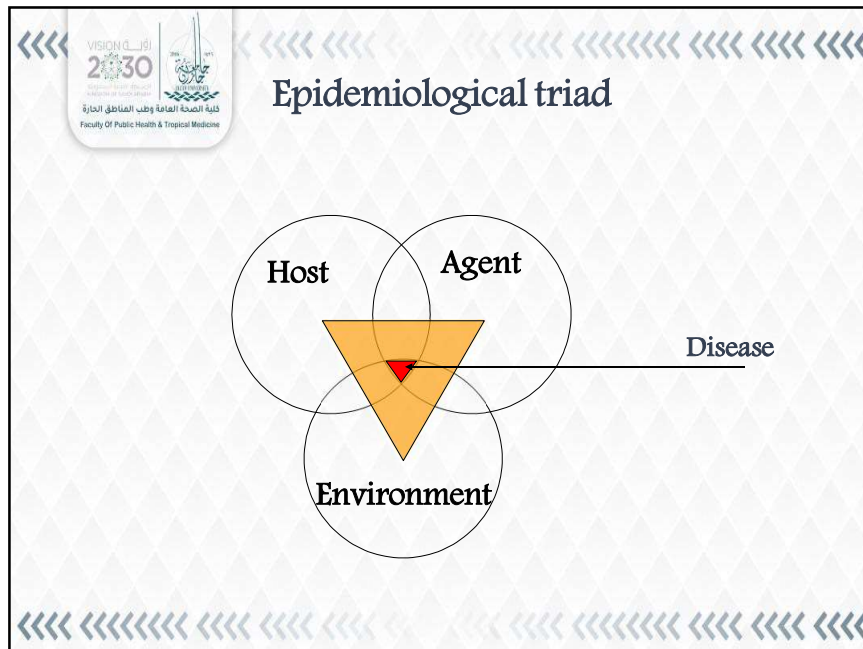 VISION رؤية
2030
كلية الصحة العامة وطب المناطق الحارة
Faculty Of Public Health & Tropical Medicine
Epidemiological triad
Host
Agent
Disease
Environment